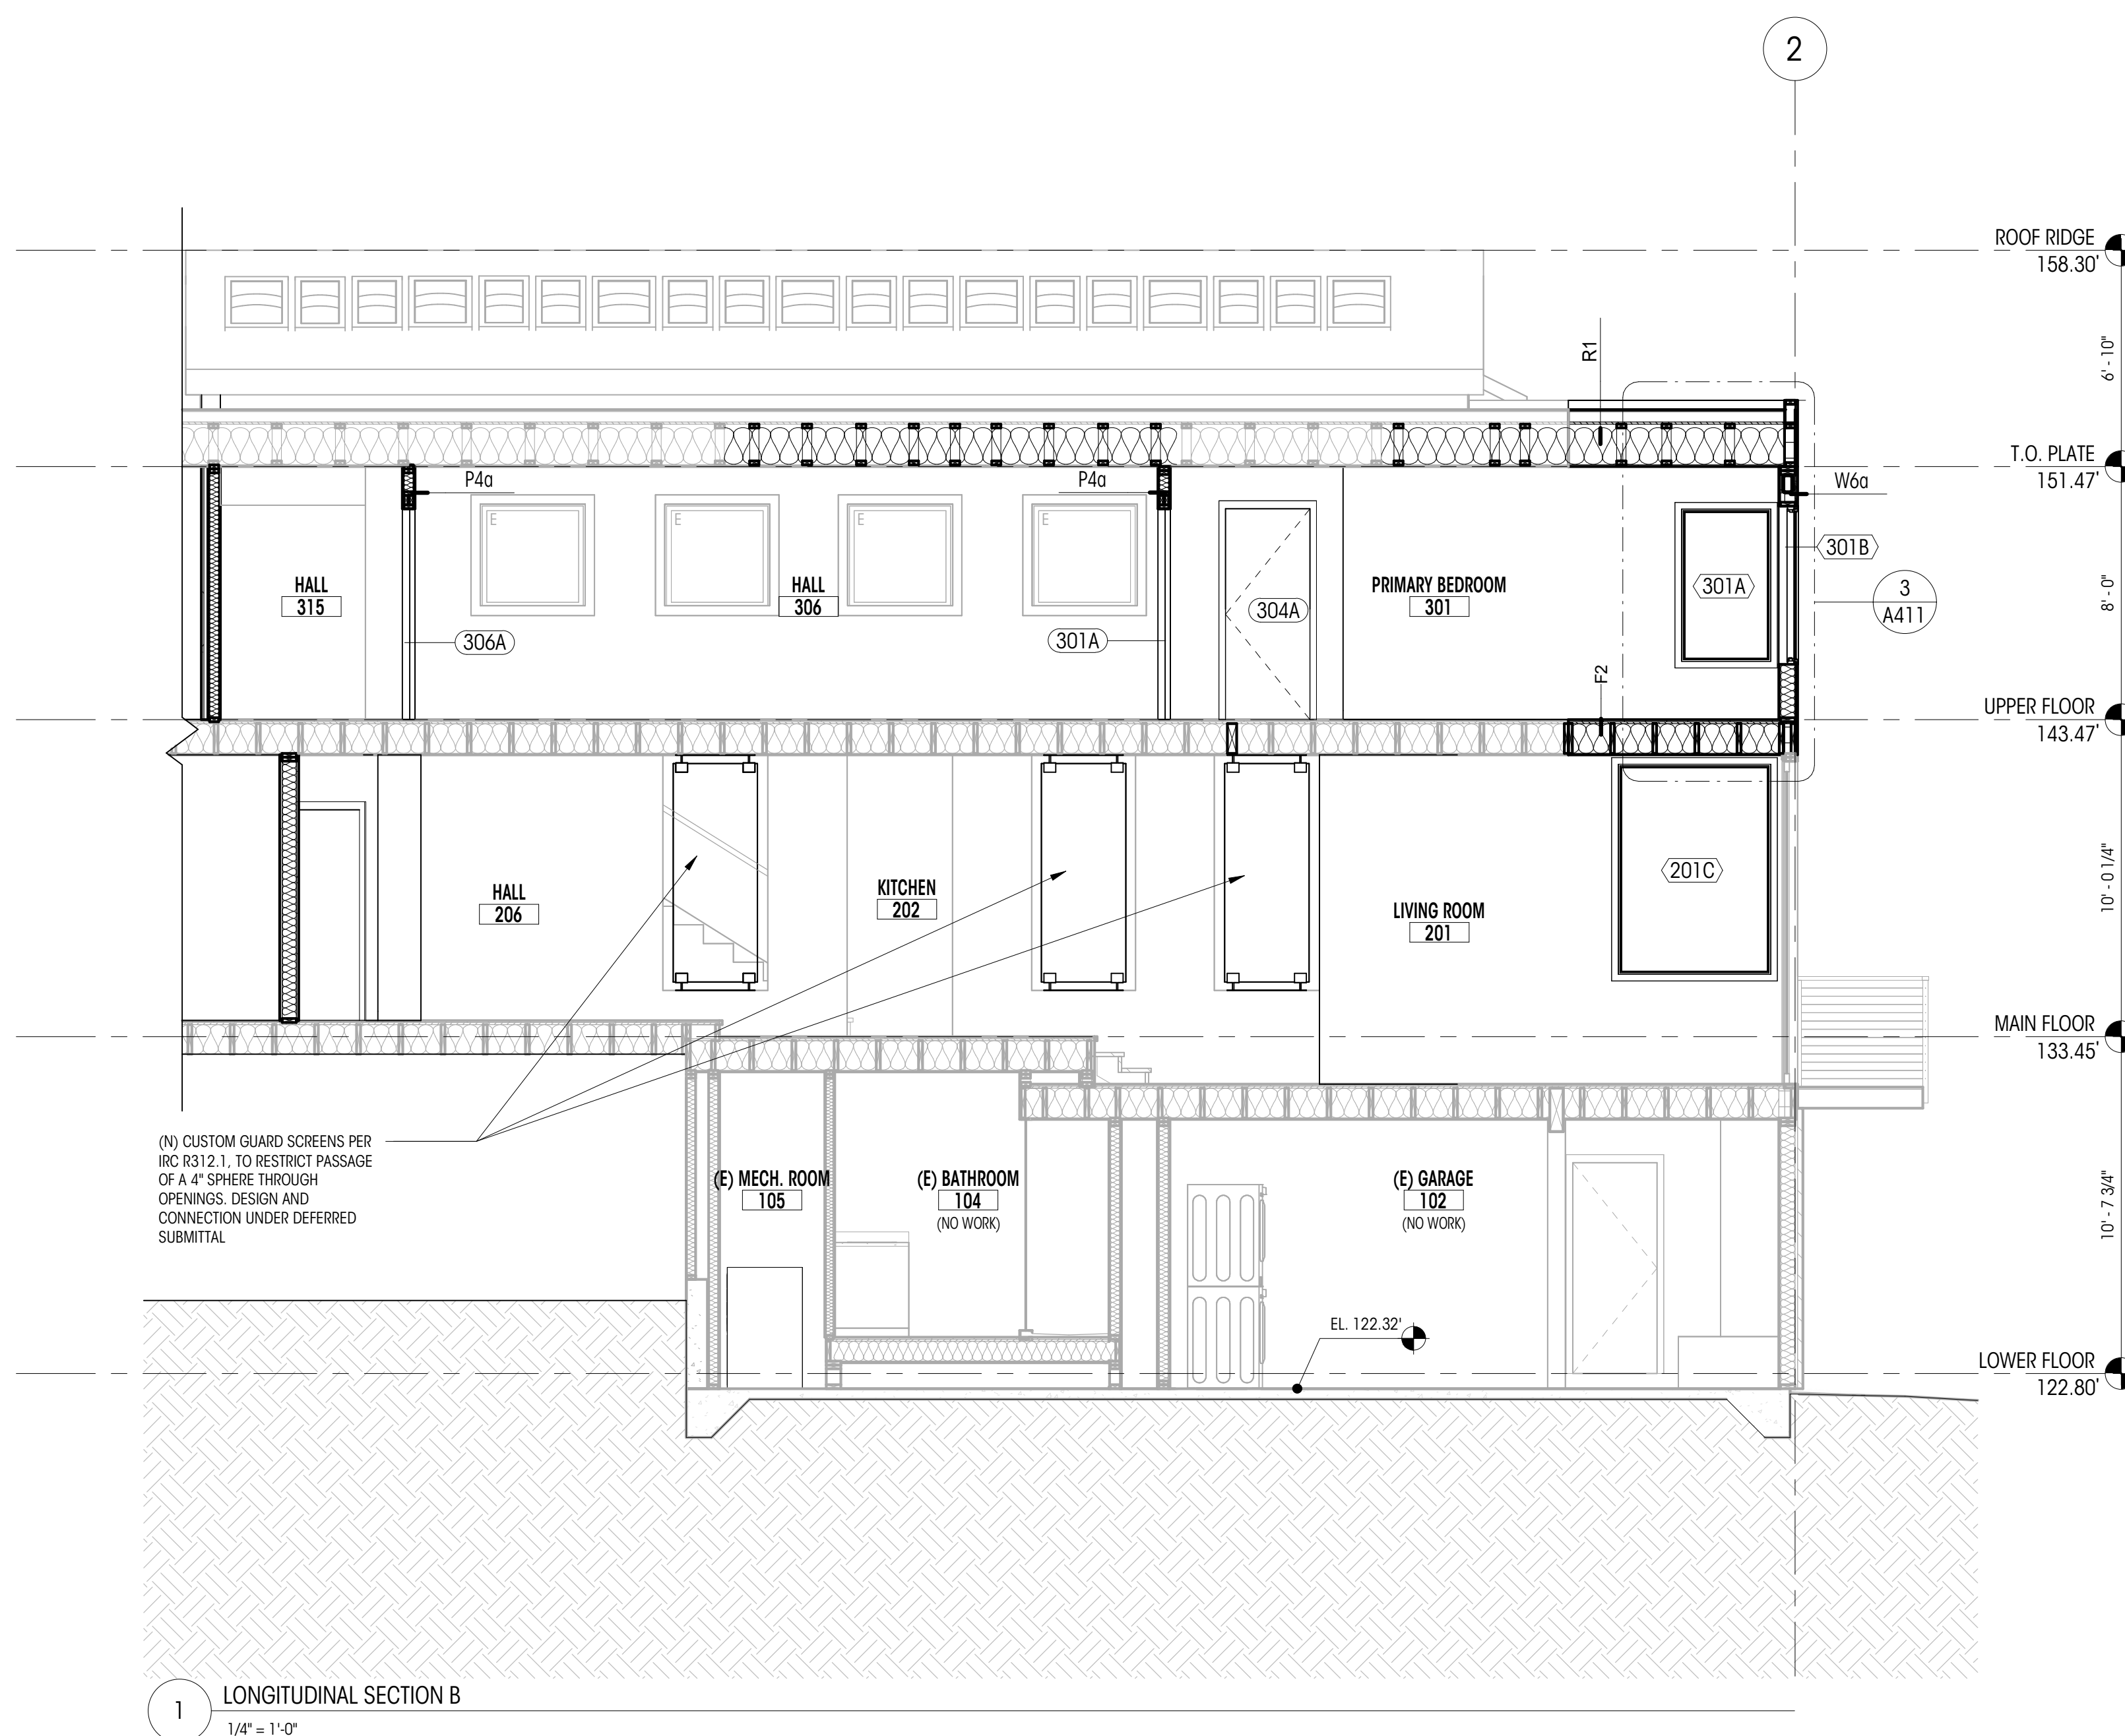 2
ROOF RIDGE
158.30'
6' - 10"
R1
T.O. PLATE
151.47'
P4a
P4a
W6a
E
E
E
E
301B
HALL
315
HALL
306
304A
PRIMARY BEDROOM
301
301A
3
A411
8' - 0"
306A
301A
F2
UPPER FLOOR
143.47'
201C
10' - 0 1/4"
HALL
206
KITCHEN
202
LIVING ROOM
201
MAIN FLOOR
133.45'
(N) CUSTOM GUARD SCREENS PER
IRC R312.1, TO RESTRICT PASSAGE
OF A 4" SPHERE THROUGH
OPENINGS. DESIGN AND
CONNECTION UNDER DEFERRED
SUBMITTAL
(E) MECH. ROOM
105
(E) BATHROOM
104
(NO WORK)
(E) GARAGE
102
(NO WORK)
10' - 7 3/4"
EL. 122.32'
LOWER FLOOR
122.80'
1
LONGITUDINAL SECTION B
1/4" = 1'-0"